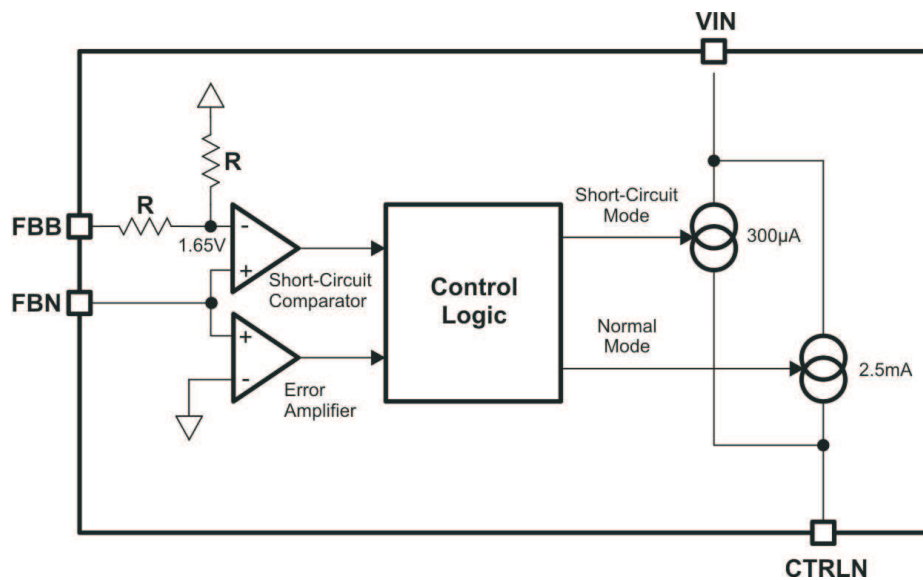 VIN
R
FBB
R
-
1.65V
+
Short-Circuit
Comparator
FBN
+
-
Error
Amplifier
Control
Logic
Short-Circuit
Mode
300µA
Normal
Mode
2.5mA
CTRLN